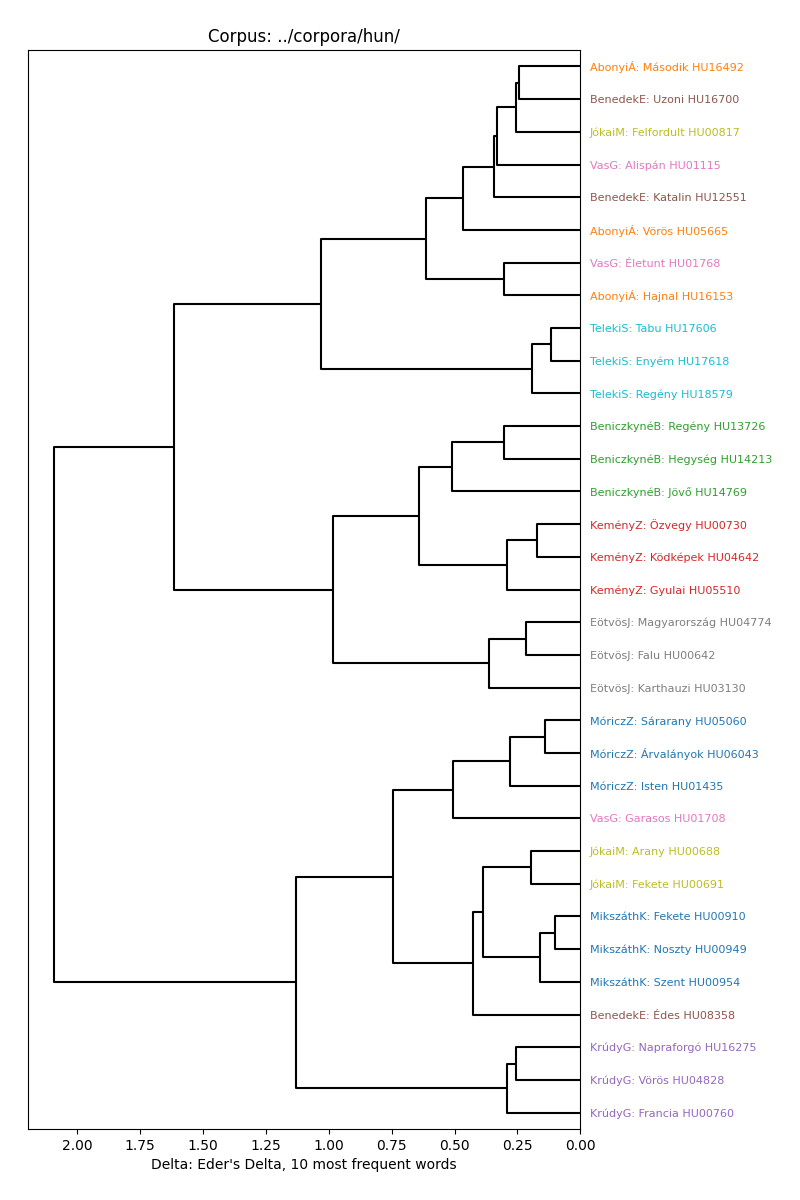 Corpus: ../corpora/hun/
AbonyiÁ: Második HU16492
BenedekE: Uzoni HU16700
JókaiM: Felfordult HU00817
VasG: Alispán HU01115
BenedekE: Katalin HU12551
AbonyiÁ: Vörös HU05665
VasG: Életunt HU01768
AbonyiÁ: Hajnal HU16153
TelekiS: Tabu HU17606
TelekiS: Enyém HU17618
TelekiS: Regény HU18579
BeniczkynéB: Regény HU13726
BeniczkynéB: Hegység HU14213
BeniczkynéB: Jövő HU14769
KeményZ: Özvegy HU00730
KeményZ: Ködképek HU04642
KeményZ: Gyulai HU05510
EötvösJ: Magyarország HU04774
EötvösJ: Falu HU00642
EötvösJ: Karthauzi HU03130
MóriczZ: Sárarany HU05060
MóriczZ: Árvalányok HU06043
MóriczZ: Isten HU01435
VasG: Garasos HU01708
JókaiM: Arany HU00688
JókaiM: Fekete HU00691
MikszáthK: Fekete HU00910
MikszáthK: Noszty HU00949
MikszáthK: Szent HU00954
BenedekE: Édes HU08358
KrúdyG: Napraforgó HU16275
KrúdyG: Vörös HU04828
KrúdyG: Francia HU00760
2.00 1.75 1.50 1.25 1.00 0.75 0.50 0.25 0.00
Delta: Eder's Delta, 10 most frequent words